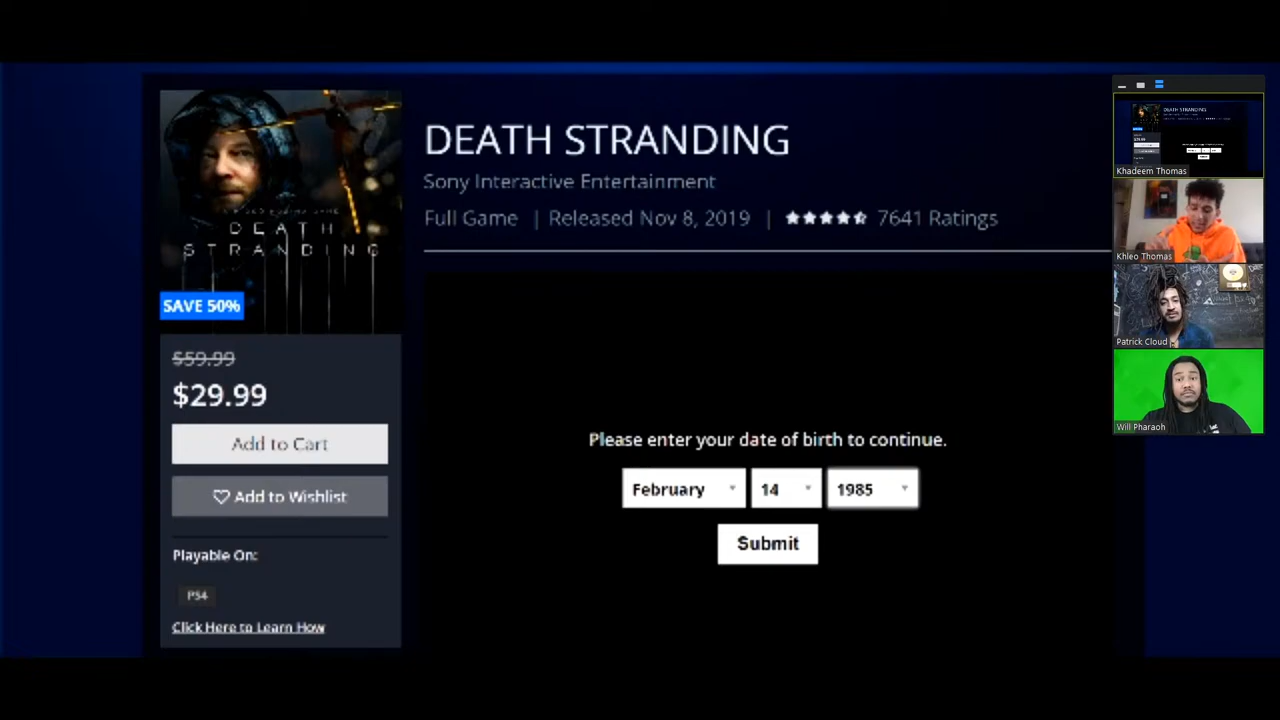 DEATH STRANDING
Sony Interactive Entertainment
Full Game | Released Nov 8, 2019 | 7641 Ratings
DEATH
STRANDING
SAVE 50%
$59.99
$29.99
Add to Cart
Add to Wishlist
Playable On:
PS4
Click Here to Learn How
Please enter your date of birth to continue.
February 14 1985
Submit
Khadeem Thomas
Khleo Thomas
Patrick Cloud
Will Pharaoh